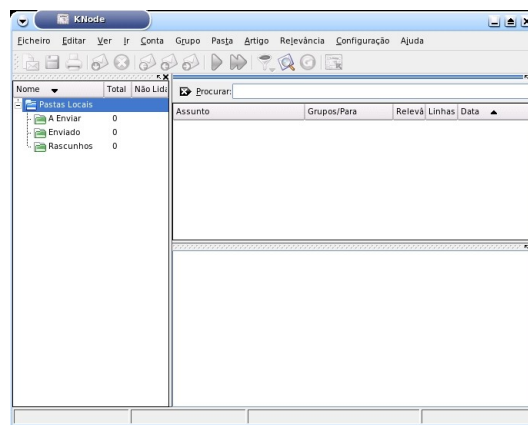 KNode
Ficheiro Editar Ver Ir Conta Grupo Pasta Artigo Relevância Configuração Ajuda
Nome Total Não Lida
Procurar:
Pastas Locais
Assunto Grupos/Para Relevâ Linhas Data
A Enviar 0
Enviado 0
Rascunhos 0